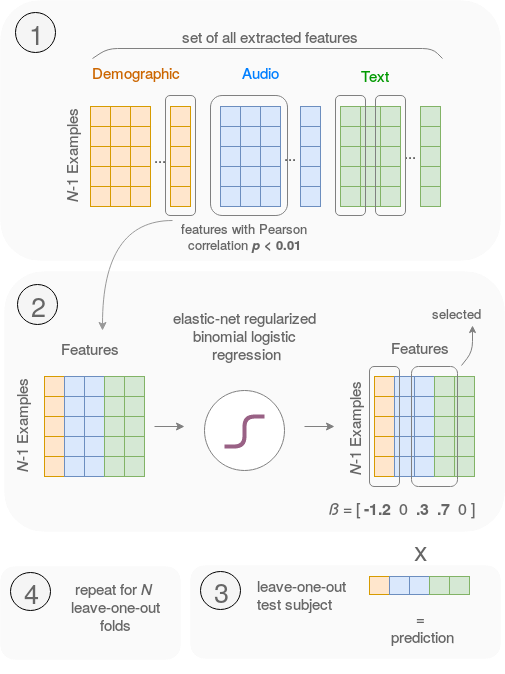 1
set of all extracted features
Demographic
Audio
Text
N-1 Examples
...
...
...
features with Pearson
correlation p < 0.01
2
elastic-net regularized
binomial logistic
regression
selected
Features
Features
N-1 Examples
N-1 Examples
ß = [ -1.2 0 .3 .7 0 ]
X
4
repeat for N
leave-one-out
folds
3
leave-one-out
test subject
=
prediction